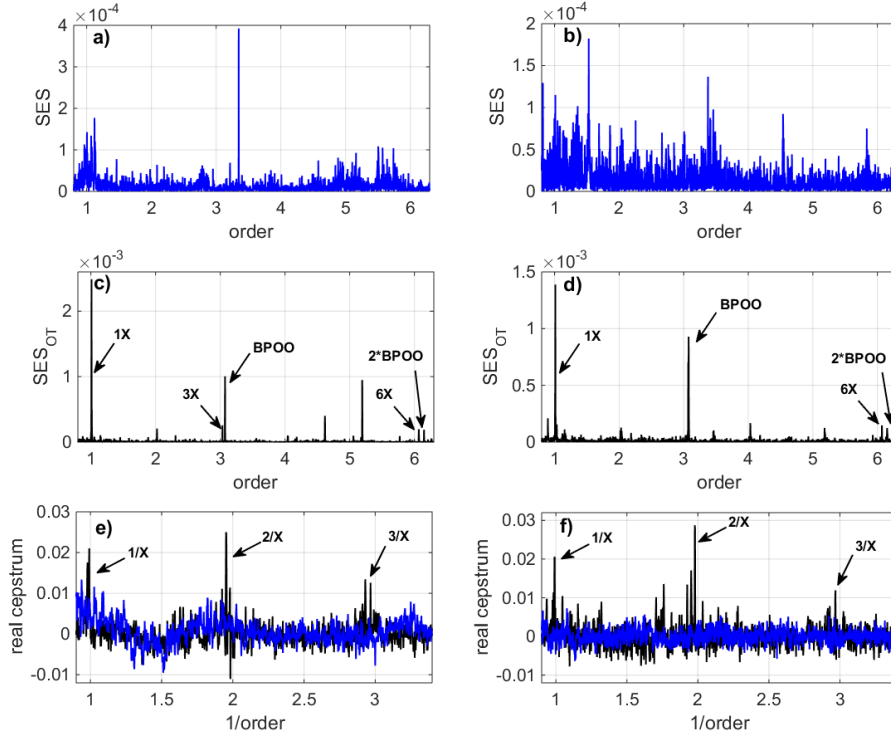 ×10⁻⁴
a)
SES
4
3
2
1
0
1 2 3 4 5 6
order
×10⁻⁴
b)
SES
2
1.5
1
0.5
0
1 2 3 4 5 6
order
×10⁻³
c)
SES_OT
2
1
0
1X
BPOO
3X
2*BPOO
6X
1 2 3 4 5 6
order
×10⁻³
d)
SES_OT
1.5
1
0.5
0
1X
BPOO
2*BPOO
6X
1 2 3 4 5 6
order
e)
real cepstrum
0.03
0.02
0.01
0
-0.01
1/X
2/X
3/X
1 1.5 2 2.5 3
1/order
f)
real cepstrum
0.03
0.02
0.01
0
-0.01
1/X
2/X
3/X
1 1.5 2 2.5 3
1/order